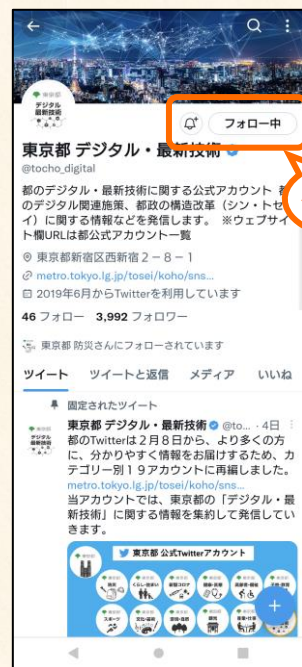 東京都
デジタル
最新技術
フォロー中
東京都 デジタル・最新技術
@tocho_digital
都のデジタル・最新技術に関する公式アカウント 都
のデジタル関連施策、都政の構造改革（シン・トセ
イ）に関する情報などを発信します。 ※ウェブサイ
ト欄URLは都公式アカウント一覧
東京都新宿区西新宿２－８－１
metro.tokyo.lg.jp/tosei/koho/sns...
2019年6月からTwitterを利用しています
46 フォロー 3,992 フォロワー
東京都 防災さんにフォローされています
ツイート ツイートと返信 メディア いいね
固定されたツイート
東京都
デジタル
最新技術
東京都 デジタル・最新技術 @to... · 4日
都のTwitterは２月８日から、より多くの方
に、分かりやすく情報をお届けするため、カ
テゴリー別１９アカウントに再編しました。
metro.tokyo.lg.jp/tosei/koho/sns...
当アカウントでは、東京都の「デジタル・最
新技術」に関する情報を集約して発信してい
きます。
東京都 公式Twitterアカウント